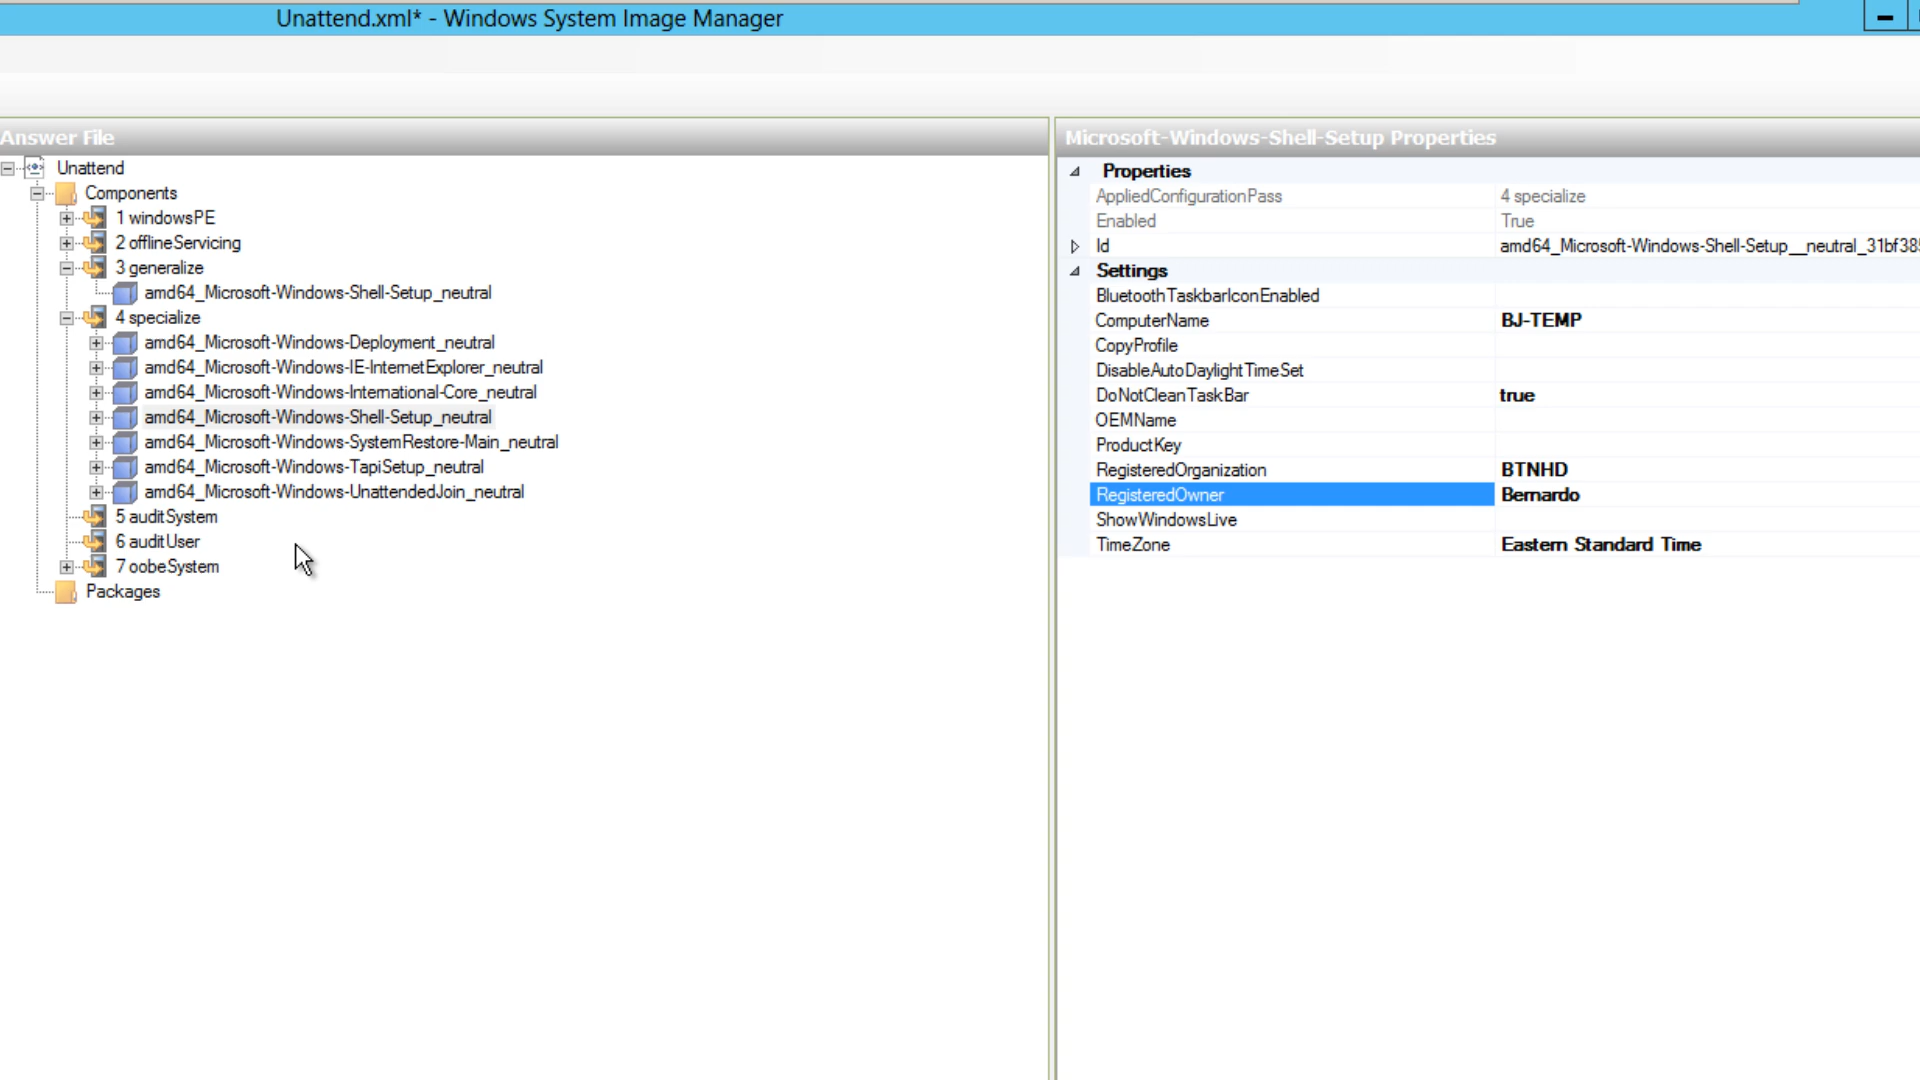 Unattend.xml* - Windows System Image Manager
Answer File
Unattend
Components
1 windowsPE
2 offlineServicing
3 generalize
amd64_Microsoft-Windows-Shell-Setup_neutral
4 specialize
amd64_Microsoft-Windows-Deployment_neutral
amd64_Microsoft-Windows-IE-InternetExplorer_neutral
amd64_Microsoft-Windows-International-Core_neutral
amd64_Microsoft-Windows-Shell-Setup_neutral
amd64_Microsoft-Windows-SystemRestore-Main_neutral
amd64_Microsoft-Windows-TapiSetup_neutral
amd64_Microsoft-Windows-UnattendedJoin_neutral
5 auditSystem
6 auditUser
7 oobeSystem
Packages
Microsoft-Windows-Shell-Setup Properties
Properties
AppliedConfigurationPass 4 specialize
Enabled True
Id amd64_Microsoft-Windows-Shell-Setup__neutral_31bf38
Settings
BluetoothTaskbarIconEnabled
ComputerName BJ-TEMP
CopyProfile
DisableAutoDaylightTimeSet
DoNotCleanTaskBar true
OEMName
ProductKey
RegisteredOrganization BTNHD
RegisteredOwner Bernardo
ShowWindowsLive
TimeZone Eastern Standard Time